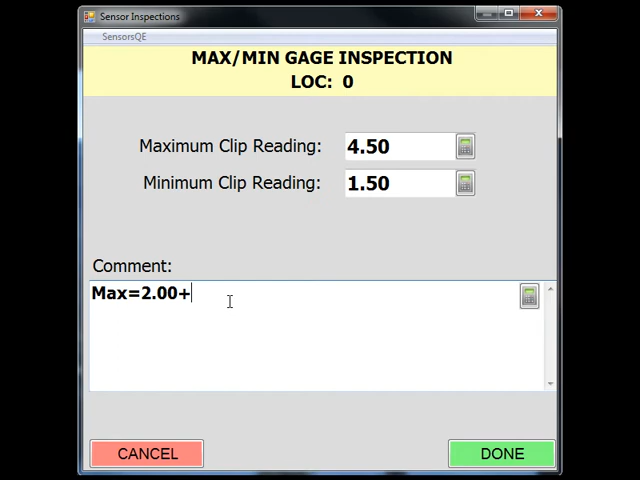 Sensor Inspections
SensorsQE
MAX/MIN GAGE INSPECTION
LOC: 0
Maximum Clip Reading: 4.50
Minimum Clip Reading: 1.50
Comment:
Max=2.00+
CANCEL DONE